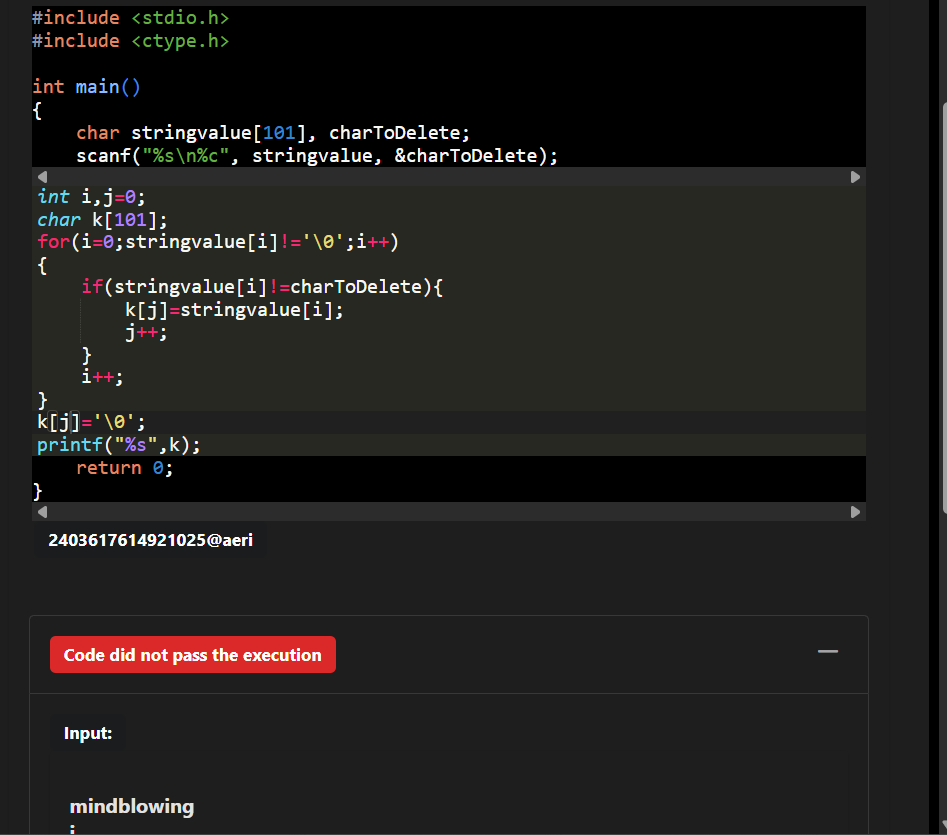 #include <stdio.h>
#include <ctype.h>
int main()
{
    char stringvalue[101], charToDelete;
    scanf("%s\n%c", stringvalue, &charToDelete);
int i,j=0;
char k[101];
for(i=0;stringvalue[i]!='\0';i++)
{
    if(stringvalue[i]!=charToDelete){
        k[j]=stringvalue[i];
        j++;
    }
    i++;
}
k[j]='\0';
printf("%s",k);
    return 0;
}
2403617614921025@aeri
Code did not pass the execution
Input:
mindblowing